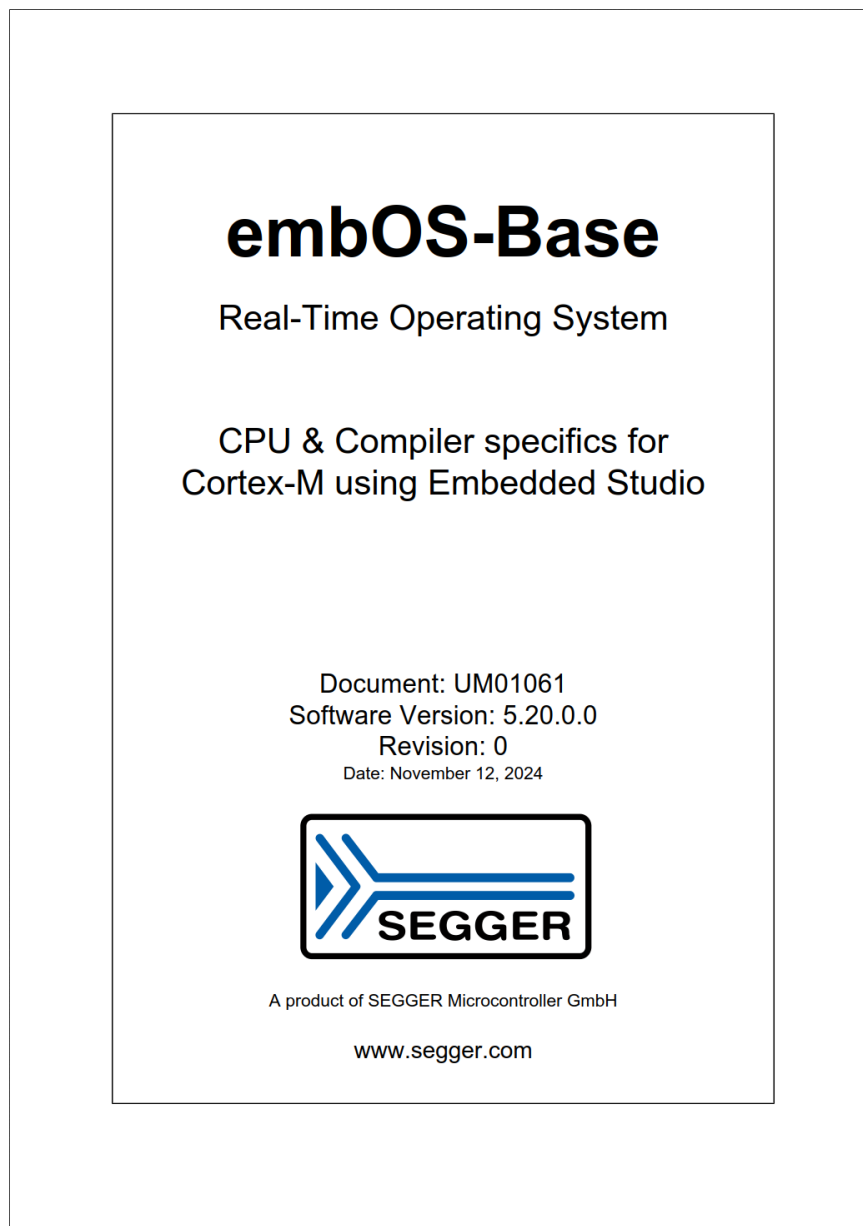 embOS-Base
Real-Time Operating System
CPU & Compiler specifics for
Cortex-M using Embedded Studio
Document: UM01061
Software Version: 5.20.0.0
Revision: 0
Date: November 12, 2024
SEGGER
A product of SEGGER Microcontroller GmbH
www.segger.com